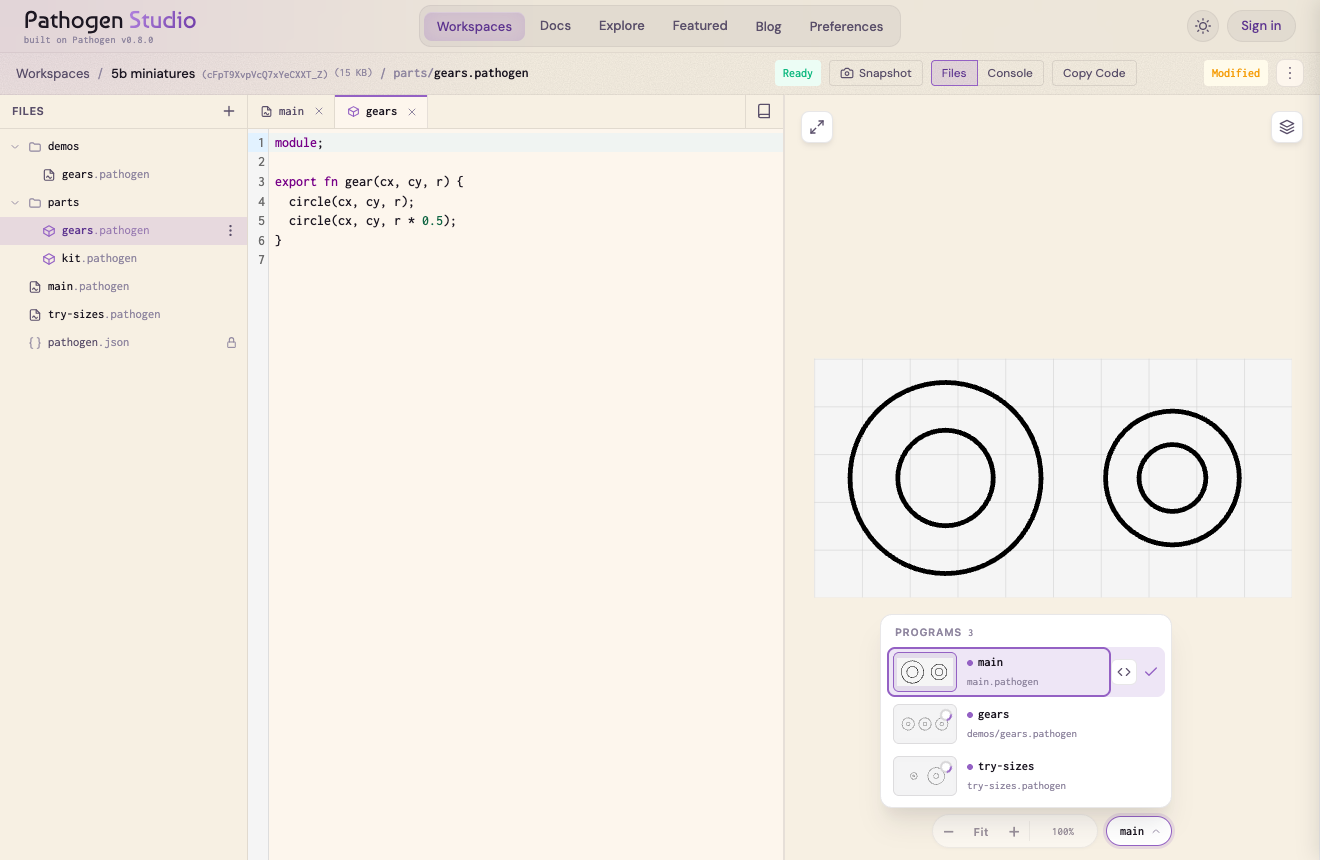 Pathogen Studio
built on Pathogen v0.8.0
Workspaces
Docs
Explore
Featured
Blog
Preferences
Sign in
Workspaces / 5b miniatures (cFpT9XvpVcQ7xYeCXXT_Z) (15 KB) / parts/gears.pathogen
Ready
Snapshot
Files
Console
Copy Code
Modified
FILES
demos
gears.pathogen
parts
gears.pathogen
kit.pathogen
main.pathogen
try-sizes.pathogen
{} pathogen.json
main
gears
1 module;
2
3 export fn gear(cx, cy, r) {
4 circle(cx, cy, r);
5 circle(cx, cy, r * 0.5);
6 }
7
PROGRAMS 3
main
main.pathogen
gears
demos/gears.pathogen
try-sizes
try-sizes.pathogen
Fit
100%
main